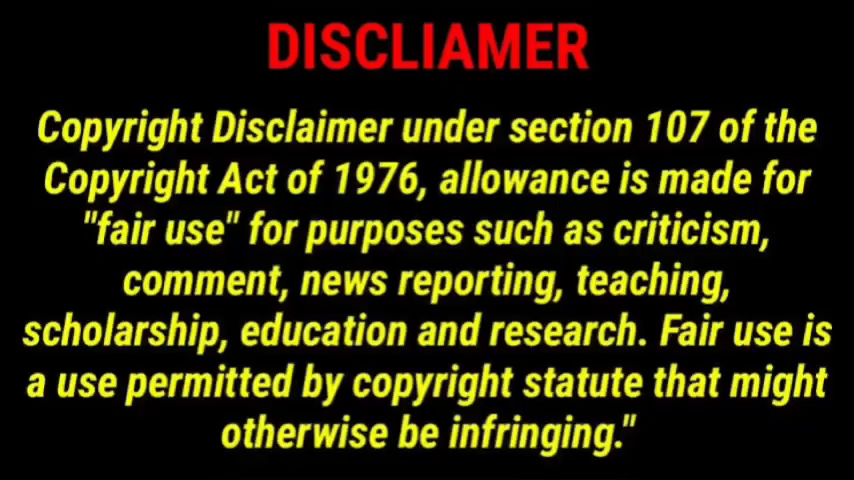 DISCLIAMER
Copyright Disclaimer under section 107 of the
Copyright Act of 1976, allowance is made for
"fair use" for purposes such as criticism,
comment, news reporting, teaching,
scholarship, education and research. Fair use is
a use permitted by copyright statute that might
otherwise be infringing."